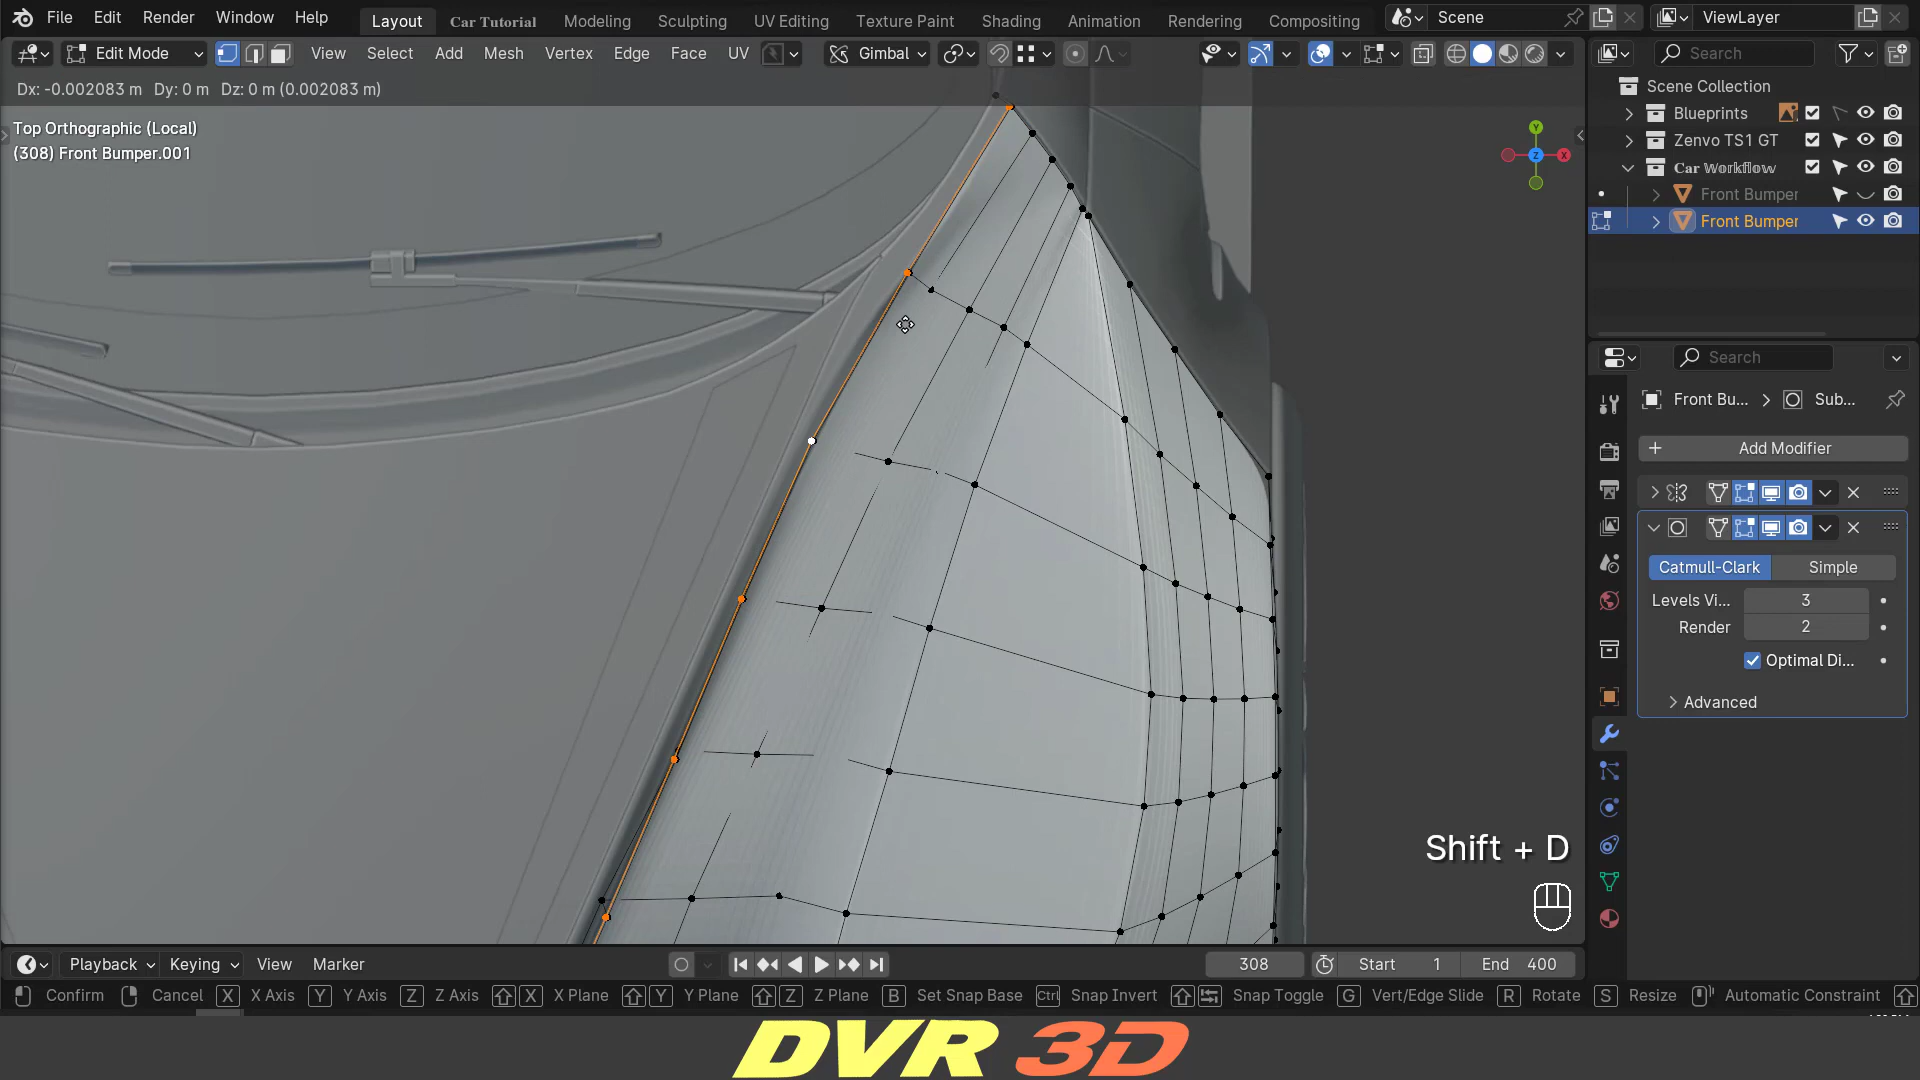 File Edit Render Window Help Layout Car Tutorial Modeling Sculpting UV Editing Texture Paint Shading Animation Rendering Compositing Scene ViewLayer
Edit Mode View Select Add Mesh Vertex Edge Face UV Gimbal Search
Dx: -0.002083 m Dy: 0 m Dz: 0 m (0.002083 m)
Top Orthographic (Local)
(308) Front Bumper.001
Y
X
Z
Scene Collection
Blueprints
Zenvo TS1 GT
Car Workflow
Front Bumper
Front Bumper
Search
Front Bu... Sub...
Add Modifier
Catmull-Clark Simple
Levels Vi... 3
Render 2
Optimal Di...
Advanced
Shift + D
Playback Keying View Marker 308 Start 1 End 400
Confirm Cancel X X Axis Y Y Axis Z Z Axis X X Plane Y Y Plane Z Z Plane B Set Snap Base Ctrl Snap Invert Snap Toggle G Vert/Edge Slide R Rotate S Resize Automatic Constraint
DVR 3D